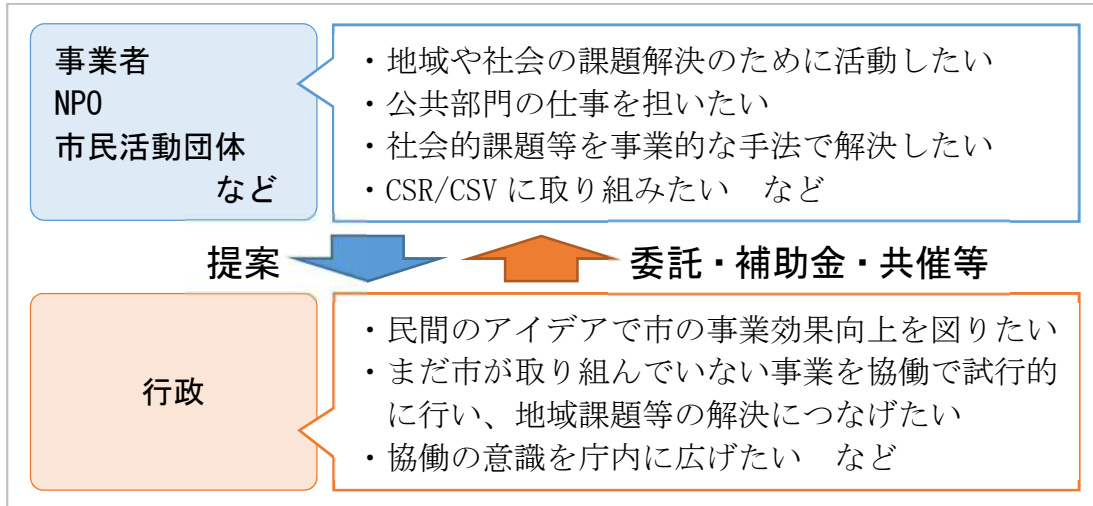 事業者
NPO
市民活動団体
など
・地域や社会の課題解決のために活動したい
・公共部門の仕事を担いたい
・社会的課題等を事業的な手法で解決したい
・CSR/CSVに取り組みたい　など
提案
委託・補助金・共催等
行政
・民間のアイデアで市の事業効果向上を図りたい
・まだ市が取り組んでいない事業を協働で試行的
に行い、地域課題等の解決につなげたい
・協働の意識を庁内に広げたい　など